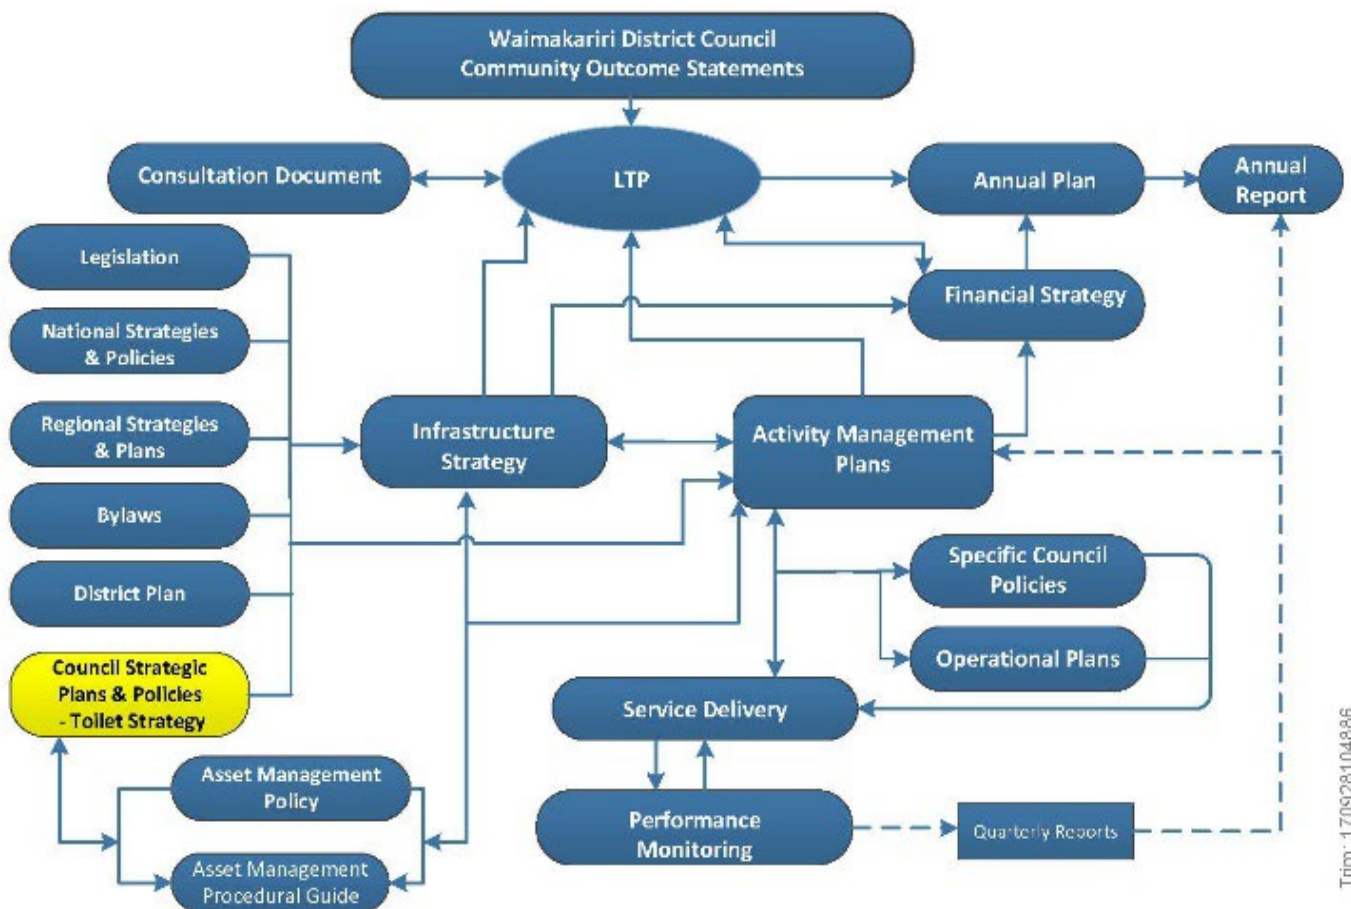 Waimakariri District Council
Community Outcome Statements
Consultation Document
LTP
Annual Plan
Annual
Report
Legislation
Financial Strategy
National Strategies
& Policies
Regional Strategies
& Plans
Infrastructure
Strategy
Activity Management
Plans
Bylaws
Specific Council
Policies
District Plan
Operational Plans
Council Strategic
Plans & Policies
- Toilet Strategy
Service Delivery
Asset Management
Policy
Performance
Monitoring
Quarterly Reports
Asset Management
Procedural Guide
Trim: 170928104886